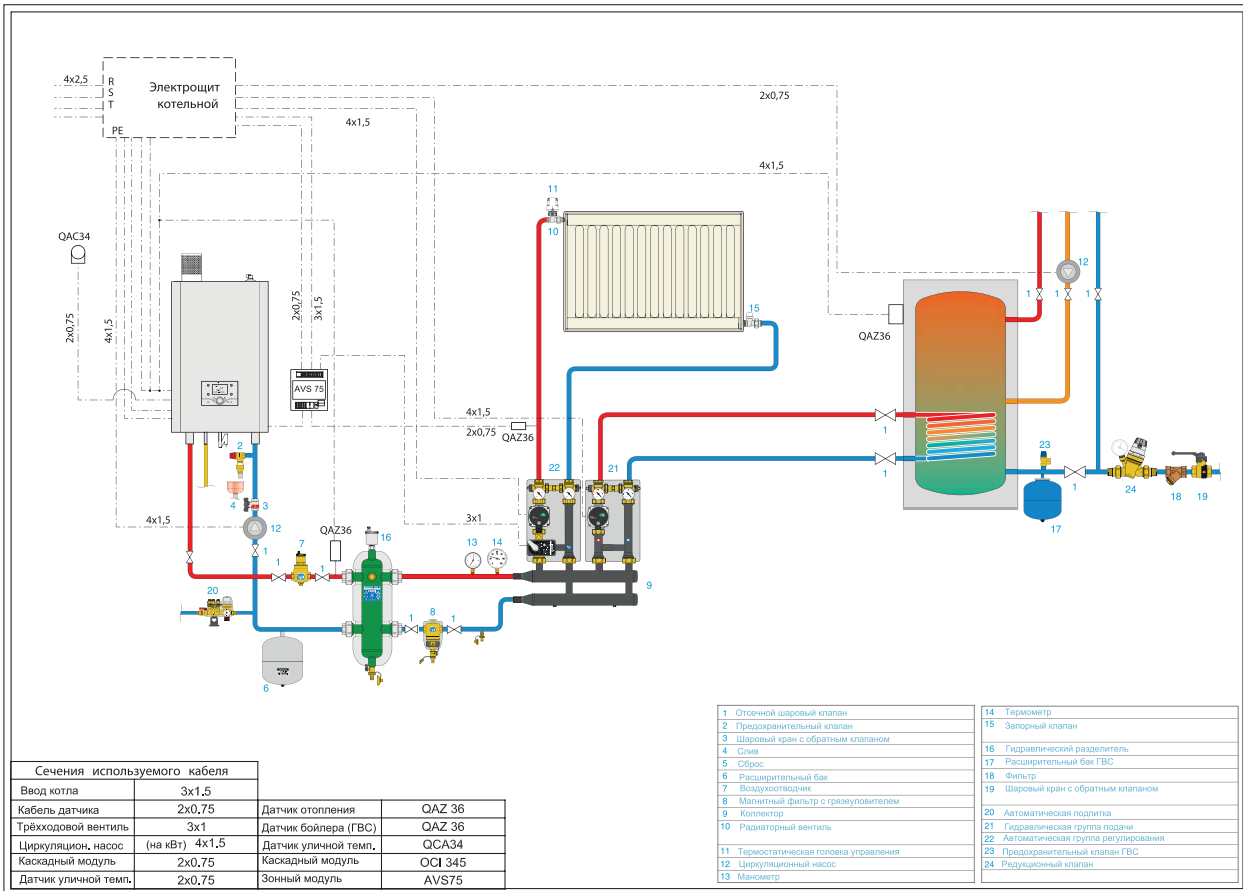 4x2,5
R
S
T
PE
Электрощит
котельной
2x0,75
4x1,5
4x1,5
QAC34
2x0,75
4x1,5
2x0,75
3x1,5
AVS 75
11
10
15
QAZ36
12
1
1
1
4x1,5
2x0,75
QAZ36
1
1
2
4
3
12
1
4x1,5
QAZ36
3x1
22
21
23
17
1
24
18
19
7
1
1
16
13
14
9
20
6
1
8
1
Сечения используемого кабеля
Ввод котла 3x1.5
Кабель датчика 2x0.75 Датчик отопления QAZ 36
Трёхходовой вентиль 3x1 Датчик бойлера (ГВС) QAZ 36
Циркуляцион. насос (на кВт) 4x1,5 Датчик уличной темп. QCA34
Каскадный модуль 2x0.75 Каскадный модуль OCI 345
Датчик уличной темп. 2x0.75 Зонный модуль AVS75
1 Отсечной шаровый клапан
2 Предохранительный клапан
3 Шаровый кран с обратным клапаном
4 Слив
5 Сброс
6 Расширительный бак
7 Воздухоотводчик
8 Магнитный фильтр с грязеуловителем
9 Коллектор
10 Радиаторный вентиль
11 Термостатическая головка управления
12 Циркуляционный насос
13 Манометр
14 Термометр
15 Запорный клапан
16 Гидравлический разделитель
17 Расширительный бак ГВС
18 Фильтр
19 Шаровый кран с обратным клапаном
20 Автоматическая подпитка
21 Гидравлическая группа подачи
22 Автоматическая группа регулирования
23 Предохранительный клапан ГВС
24 Редукционный клапан